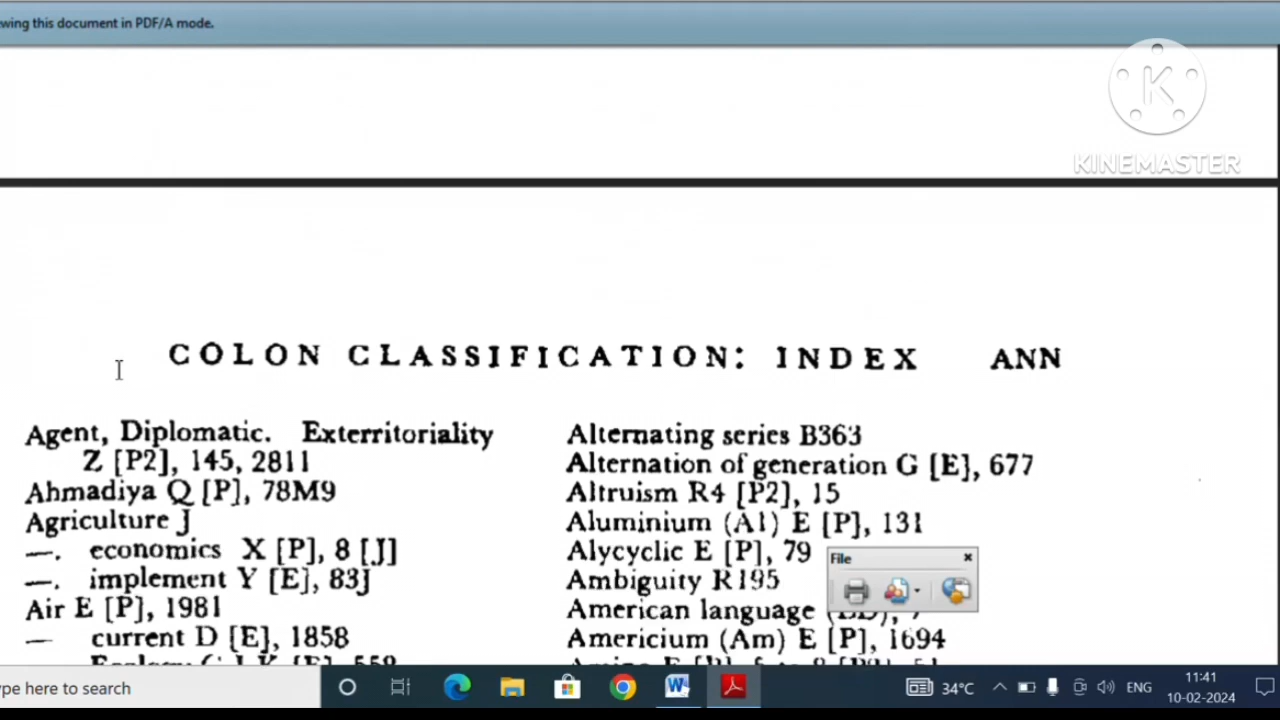 wing this document in PDF/A mode.
K
KINEMASTER
COLON CLASSIFICATION: INDEX ANN
Agent, Diplomatic. Exterritoriality
Z [P2], 145, 2811
Ahmadiya Q [P], 78M9
Agriculture J
—. economics X [P], 8 [J]
—. implement Y [E], 83J
Air E [P], 1981
— current D [E], 1858
Alternating series B363
Alternation of generation G [E], 677
Altruism R4 [P2], 15
Aluminium (Al) E [P], 131
Alycyclic E [P], 79
Ambiguity R195
American language
Americium (Am) E [P], 1694
File
pe here to search
34°C
ENG
11:41
10-02-2024